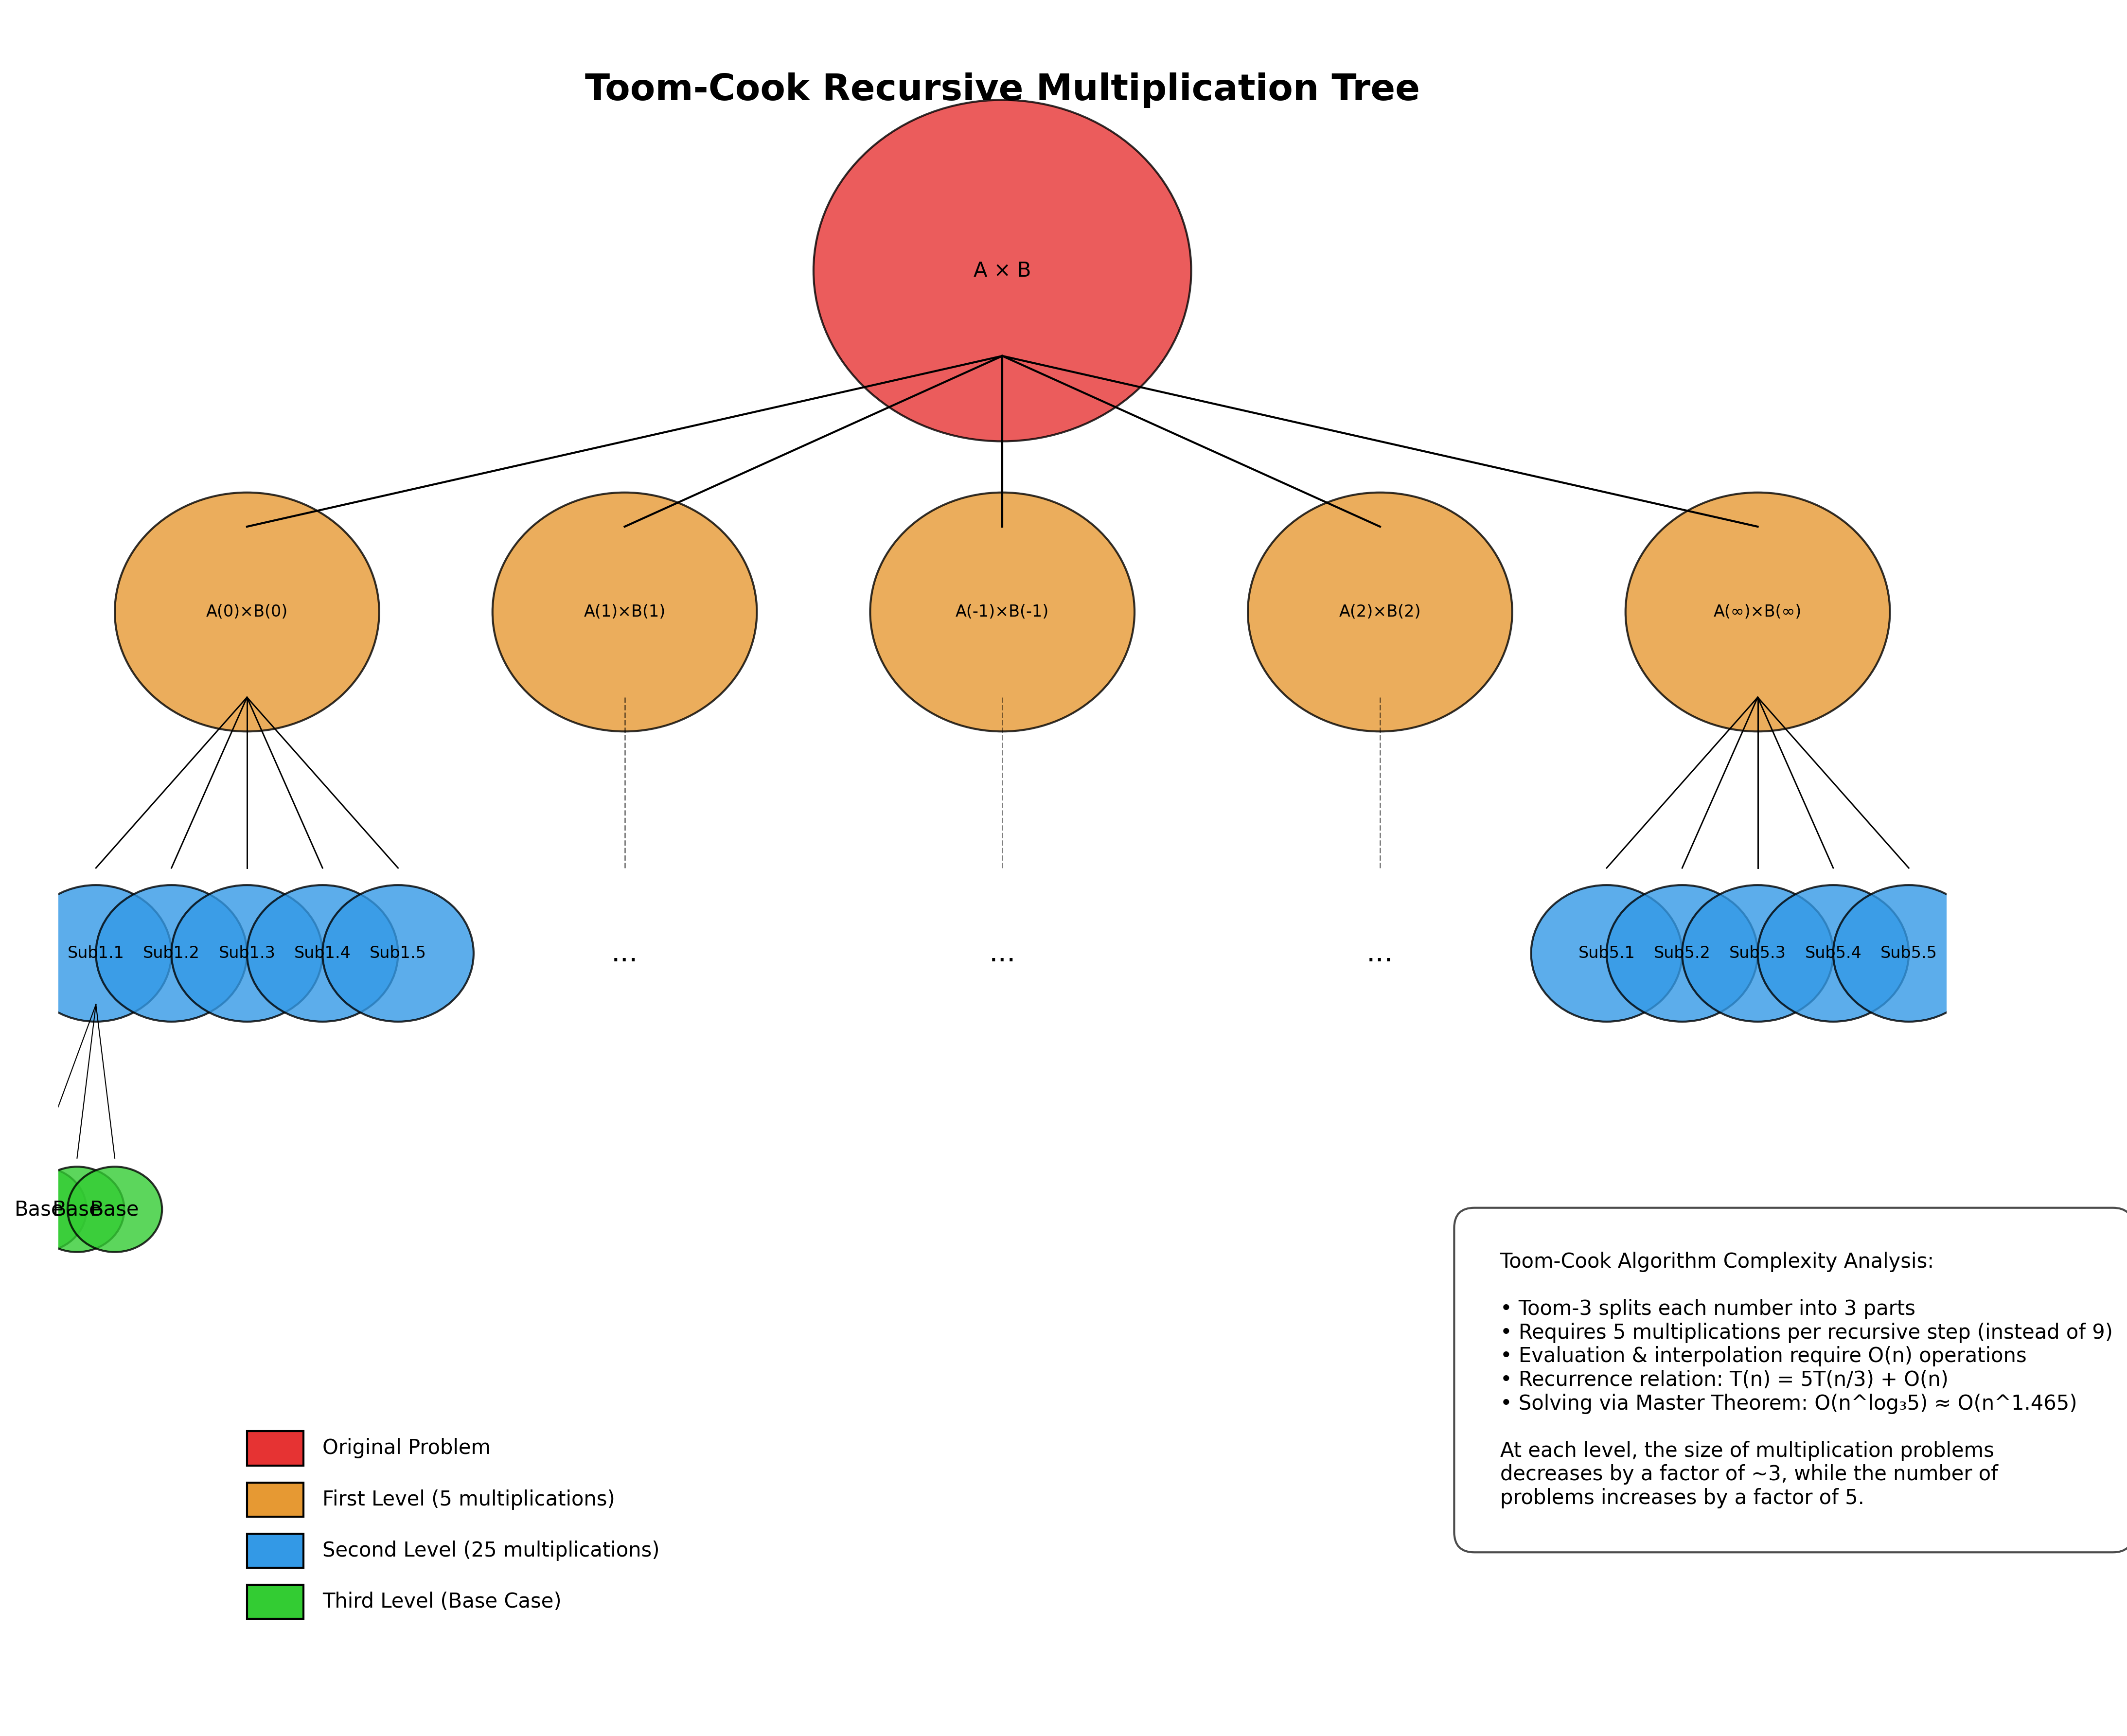 Toom-Cook Recursive Multiplication Tree
A × B
A(0)×B(0)
A(1)×B(1)
A(-1)×B(-1)
A(2)×B(2)
A(∞)×B(∞)
Sub1.1
Sub1.2
Sub1.3
Sub1.4
Sub1.5
...
...
...
Sub5.1
Sub5.2
Sub5.3
Sub5.4
Sub5.5
Base
Base
Base
Toom-Cook Algorithm Complexity Analysis:
• Toom-3 splits each number into 3 parts
• Requires 5 multiplications per recursive step (instead of 9)
• Evaluation & interpolation require O(n) operations
• Recurrence relation: T(n) = 5T(n/3) + O(n)
• Solving via Master Theorem: O(n^log₃5) ≈ O(n^1.465)
At each level, the size of multiplication problems
decreases by a factor of ~3, while the number of
problems increases by a factor of 5.
Original Problem
First Level (5 multiplications)
Second Level (25 multiplications)
Third Level (Base Case)